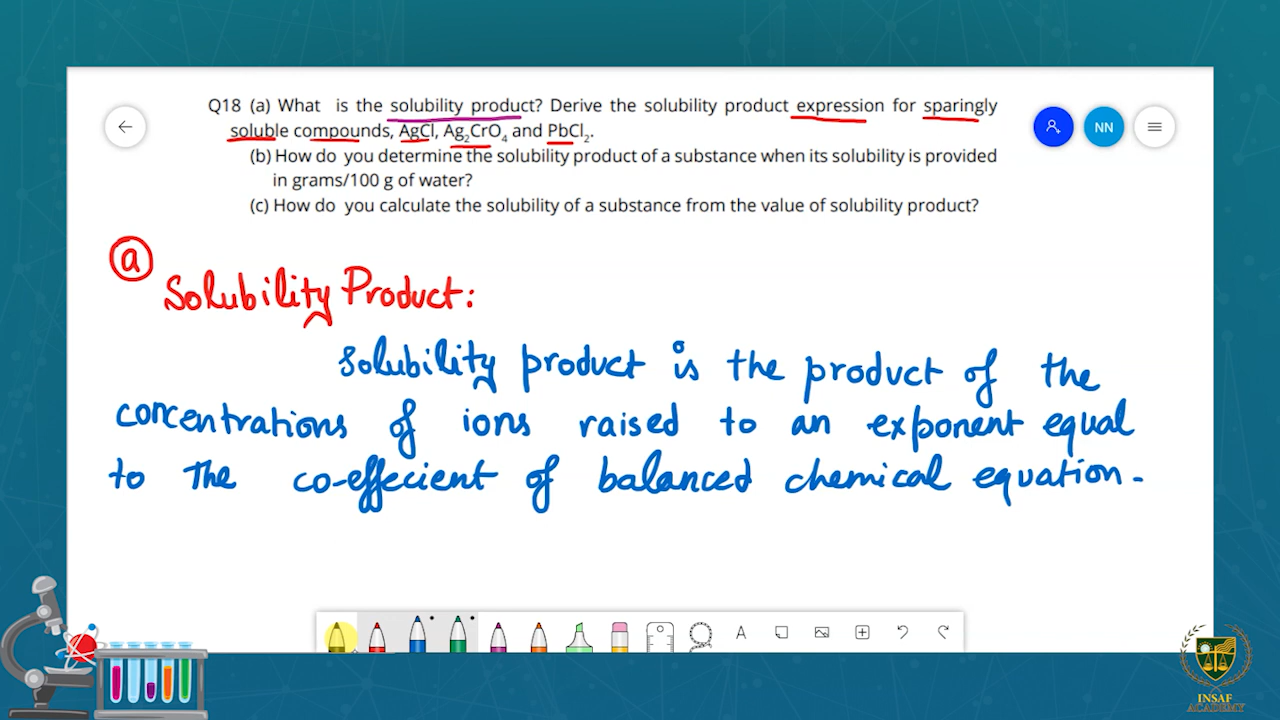 Q18 (a) What is the solubility product? Derive the solubility product expression for sparingly
soluble compounds, AgCl, Ag₂CrO₄ and PbCl₂.
(b) How do you determine the solubility product of a substance when its solubility is provided
in grams/100 g of water?
(c) How do you calculate the solubility of a substance from the value of solubility product?
NN
a
Solubility Product:
Solubility product is the product of the
concentrations of ions raised to an exponent equal
to the co-effecient of balanced chemical equation.
A
INSAF
ACADEMY